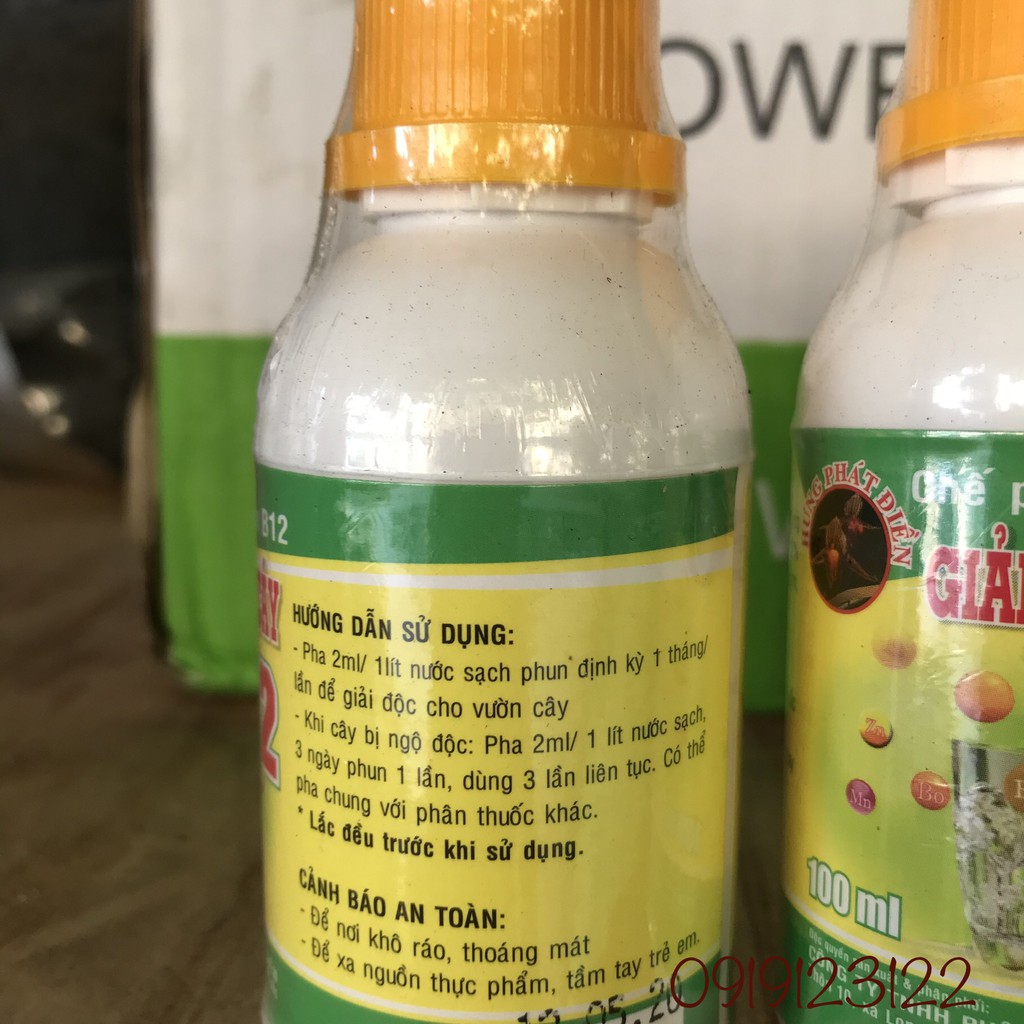 OWE
B12
HƯỚNG DẪN SỬ DỤNG:
- Pha 2ml/ 1lít nước sạch phun định kỳ 1 tháng/
lần để giải độc cho vườn cây
- Khi cây bị ngộ độc: Pha 2ml/ 1 lít nước sạch,
3 ngày phun 1 lần, dùng 3 lần liên tục. Có thể
pha chung với phân thuốc khác.
* Lắc đều trước khi sử dụng.
CẢNH BÁO AN TOÀN:
- Để nơi khô ráo, thoáng mát
- Để xa nguồn thực phẩm, tầm tay trẻ em.
HƯNG PHÁT ĐIỀN
Chế p
GIẢ
Zn
Mn
Bo
100 ml
0919123122